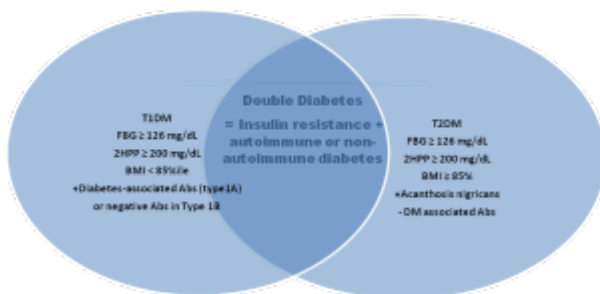 T1DM
FBG ≥ 126 mg/dL
2HPP ≥ 200 mg/dL
BMI < 85%ile
+Diabetes-associated Abs (type1A)
or negative Abs in Type 1B
Double Diabetes
= Insulin resistance +
autoimmune or non-
autoimmune diabetes
T2DM
FBG ≥ 126 mg/dL
2HPP ≥ 200 mg/dL
BMI ≥ 85%
+Acanthosis nigricans
- DM associated Abs